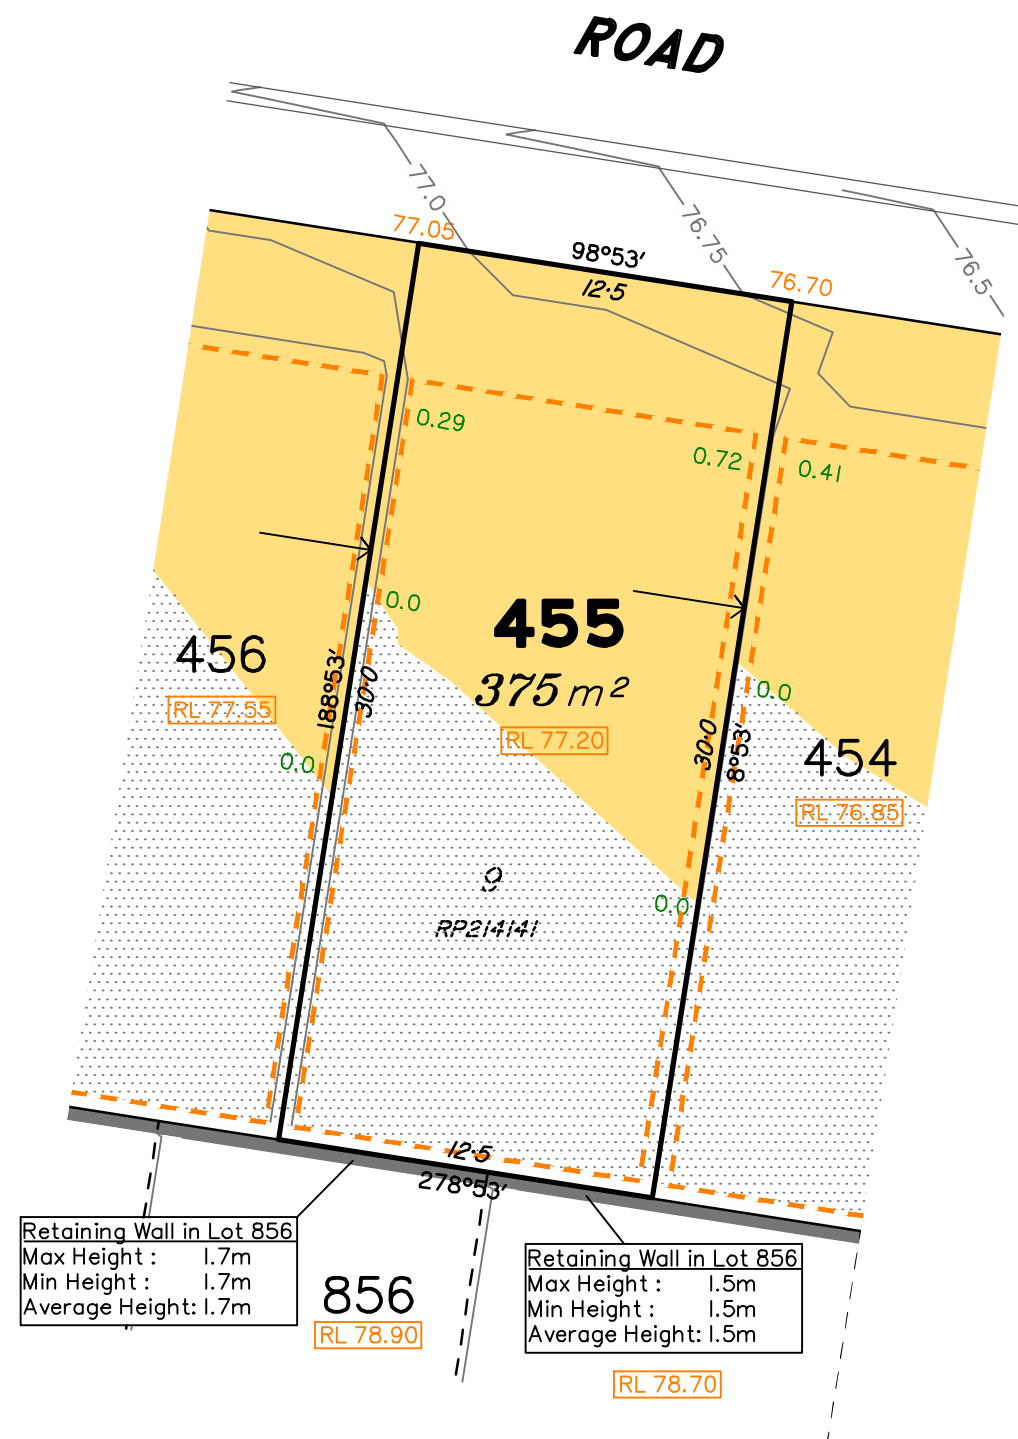 ROAD
77.0
76.75
76.5
77.05
98°53'
12·5
76.70
0.29
0.72
0.41
0.0
455
375 m²
RL 77.20
456
RL 77.55
0.0
188°53'
30·0
30·0
8°53'
0.0
454
RL 76.85
0.0
9
RP214141
12·5
278°53'
Retaining Wall in Lot 856
Max Height : 1.7m
Min Height : 1.7m
Average Height: 1.7m
856
RL 78.90
Retaining Wall in Lot 856
Max Height : 1.5m
Min Height : 1.5m
Average Height: 1.5m
RL 78.70